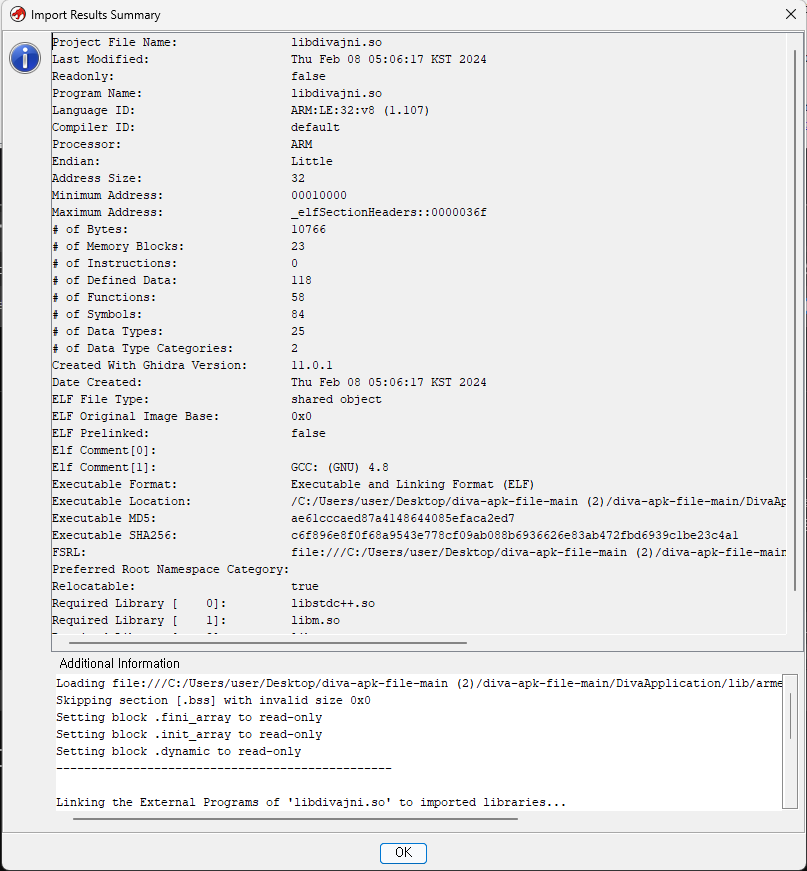 Import Results Summary
Project File Name: libdivajni.so
Last Modified: Thu Feb 08 05:06:17 KST 2024
Readonly: false
Program Name: libdivajni.so
Language ID: ARM:LE:32:v8 (1.107)
Compiler ID: default
Processor: ARM
Endian: Little
Address Size: 32
Minimum Address: 00010000
Maximum Address: _elfSectionHeaders::0000036f
# of Bytes: 10766
# of Memory Blocks: 23
# of Instructions: 0
# of Defined Data: 118
# of Functions: 58
# of Symbols: 84
# of Data Types: 25
# of Data Type Categories: 2
Created With Ghidra Version: 11.0.1
Date Created: Thu Feb 08 05:06:17 KST 2024
ELF File Type: shared object
ELF Original Image Base: 0x0
ELF Prelinked: false
Elf Comment[0]:
Elf Comment[1]: GCC: (GNU) 4.8
Executable Format: Executable and Linking Format (ELF)
Executable Location: /C:/Users/user/Desktop/diva-apk-file-main (2)/diva-apk-file-main/DivaAp
Executable MD5: ae61cccaed87a4148644085efaca2ed7
Executable SHA256: c6f896e8f0f68a9543e778cf09ab088b6936626e83ab472fbd6939c1be23c4a1
FSRL: file:///C:/Users/user/Desktop/diva-apk-file-main (2)/diva-apk-file-main
Preferred Root Namespace Category:
Relocatable: true
Required Library [ 0]: libstdc++.so
Required Library [ 1]: libm.so
Additional Information
Loading file:///C:/Users/user/Desktop/diva-apk-file-main (2)/diva-apk-file-main/DivaApplication/lib/arme
Skipping section [.bss] with invalid size 0x0
Setting block .fini_array to read-only
Setting block .init_array to read-only
Setting block .dynamic to read-only
------------------------------------------------
Linking the External Programs of 'libdivajni.so' to imported libraries...
OK